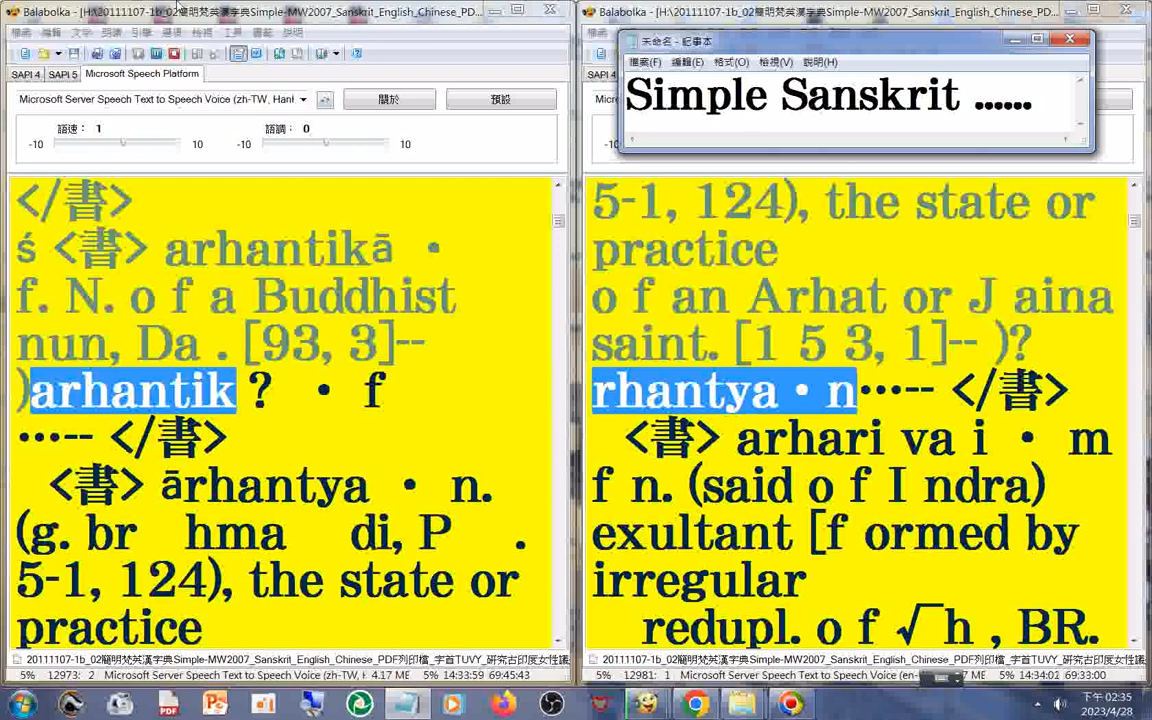 Balabolka - [H:\20111107-1b_02簡明梵英漢字典Simple-MW2007_Sanskrit_English_Chinese_PD...
SAPI 4 SAPI 5 Microsoft Speech Platform
Microsoft Server Speech Text to Speech Voice (zh-TW, Hanl
關於
預設
語速: 1
語調: 0
-10 10 -10 10
</書>
ś <書> arhantikā •
f. N. o f a Buddhist
nun, Da . [93, 3]--
)arhantik ? • f
…-- </書>
<書> ārhantya • n.
(g. br hma di, P .
5-1, 124), the state or
practice
20111107-1b_02簡明梵英漢字典Simple-MW2007_Sanskrit_English_Chinese_PDF列印檔_字首TUVY_研究古印度女性議
5% 12973: 2 Microsoft Server Speech Text to Speech Voice (zh-TW, H 4.17 ME 5% 14:33:59 69:45:43
Balabolka - [H:\20111107-1b_02簡明梵英漢字典Simple-MW2007_Sanskrit_English_Chinese_PDF...
未命名 - 記事本
檔案(F) 編輯(E) 格式(O) 檢視(V) 說明(H)
Simple Sanskrit ......
SAPI 4
5-1, 124), the state or
practice
o f an Arhat or J aina
saint. [1 5 3, 1]-- )?
rhantya • n…-- </書>
<書> arhari va i • m
f n. (said o f I ndra)
exultant [f ormed by
irregular
redupl. o f √h , BR.
20111107-1b_02簡明梵英漢字典Simple-MW2007_Sanskrit_English_Chinese_PDF列印檔_字首TUVY_研究古印度女性議
5% 12981: 1 Microsoft Server Speech Text to Speech Voice (zh-TW, H 4.17 ME 5% 14:34:02 69:33:00
下午 02:35
2023/4/28